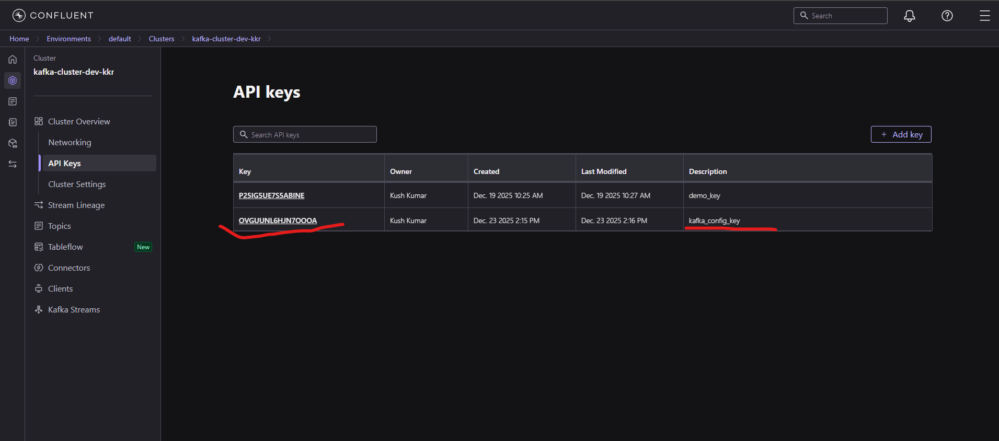 CONFLUENT
Search
Home
Environments
default
Clusters
kafka-cluster-dev-kkr
Cluster
kafka-cluster-dev-kkr
Cluster Overview
Networking
API Keys
Cluster Settings
Stream Lineage
Topics
Tableflow New
Connectors
Clients
Kafka Streams
API keys
Search API keys
+ Add key
Key Owner Created Last Modified Description
P25IG5UE7S5ABINE Kush Kumar Dec. 19 2025 10:25 AM Dec. 19 2025 10:27 AM demo_key
OVGUUNL6HJN7OOOA Kush Kumar Dec. 23 2025 2:15 PM Dec. 23 2025 2:16 PM kafka_config_key